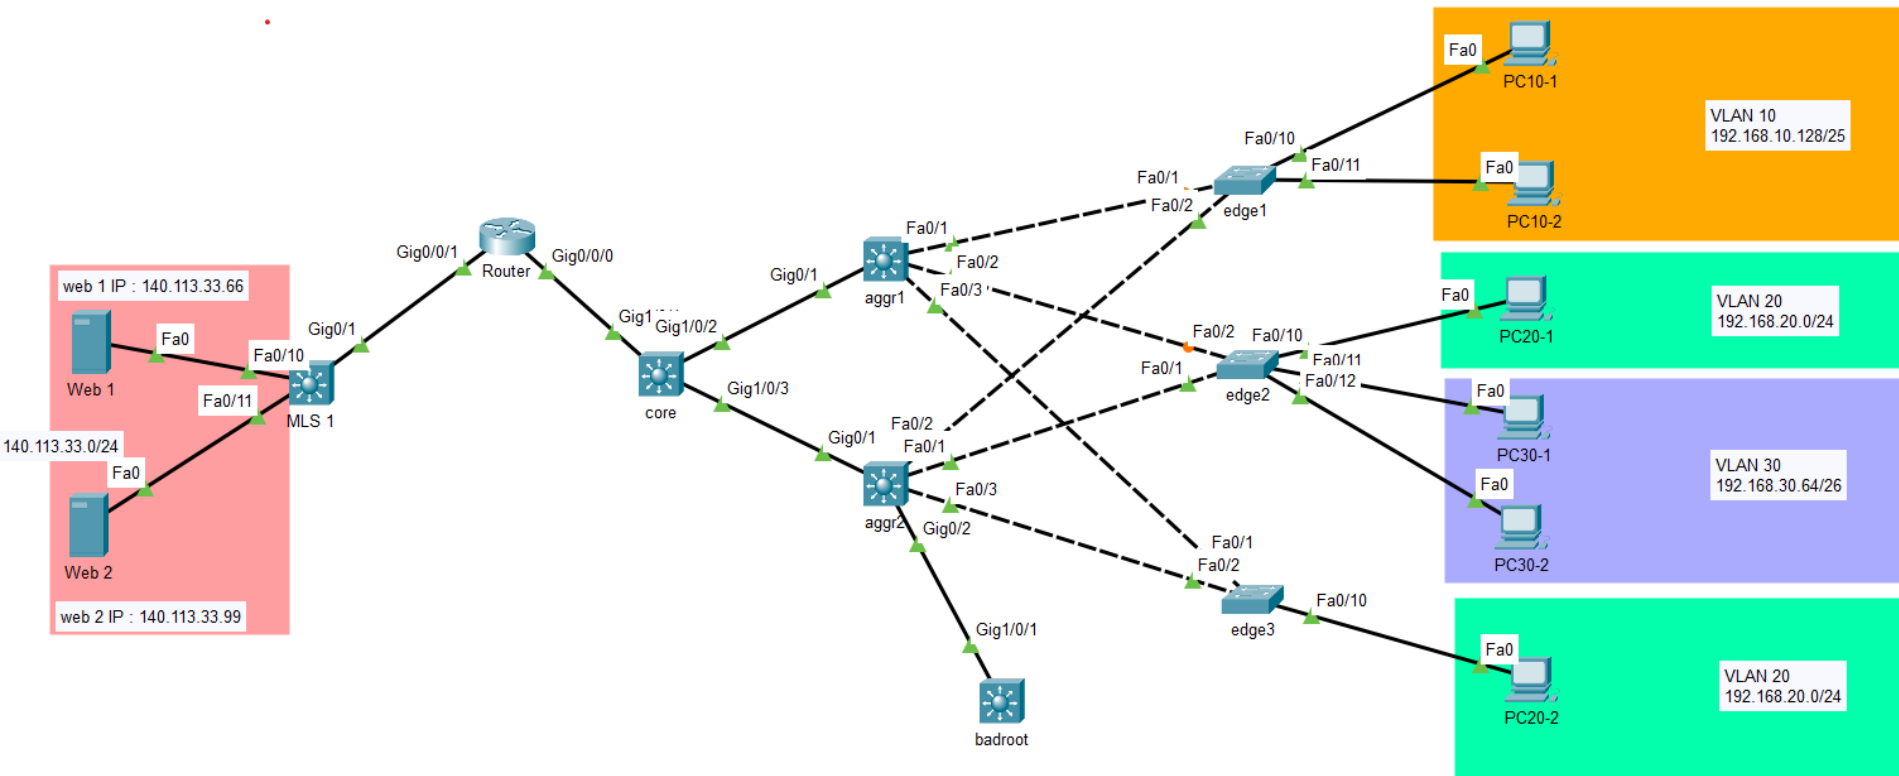 web 1 IP : 140.113.33.66
Fa0
Web 1
Fa0/10
Gig0/1
MLS 1
Fa0/11
140.113.33.0/24
Fa0
Web 2
web 2 IP : 140.113.33.99
Gig0/0/1
Router
Gig0/0/0
Gig1/0/2
core
Gig1/0/3
Gig0/1
aggr1
Fa0/1
Fa0/2
Fa0/3
Gig0/1
aggr2
Fa0/2
Fa0/1
Fa0/3
Gig0/2
Gig1/0/1
badroot
Fa0/1
Fa0/2
edge1
Fa0/10
Fa0/11
Fa0/2
Fa0/1
edge2
Fa0/10
Fa0/11
Fa0/12
Fa0/1
Fa0/2
edge3
Fa0/10
Fa0
PC10-1
Fa0
PC10-2
VLAN 10
192.168.10.128/25
Fa0
PC20-1
VLAN 20
192.168.20.0/24
Fa0
PC30-1
Fa0
PC30-2
VLAN 30
192.168.30.64/26
Fa0
PC20-2
VLAN 20
192.168.20.0/24